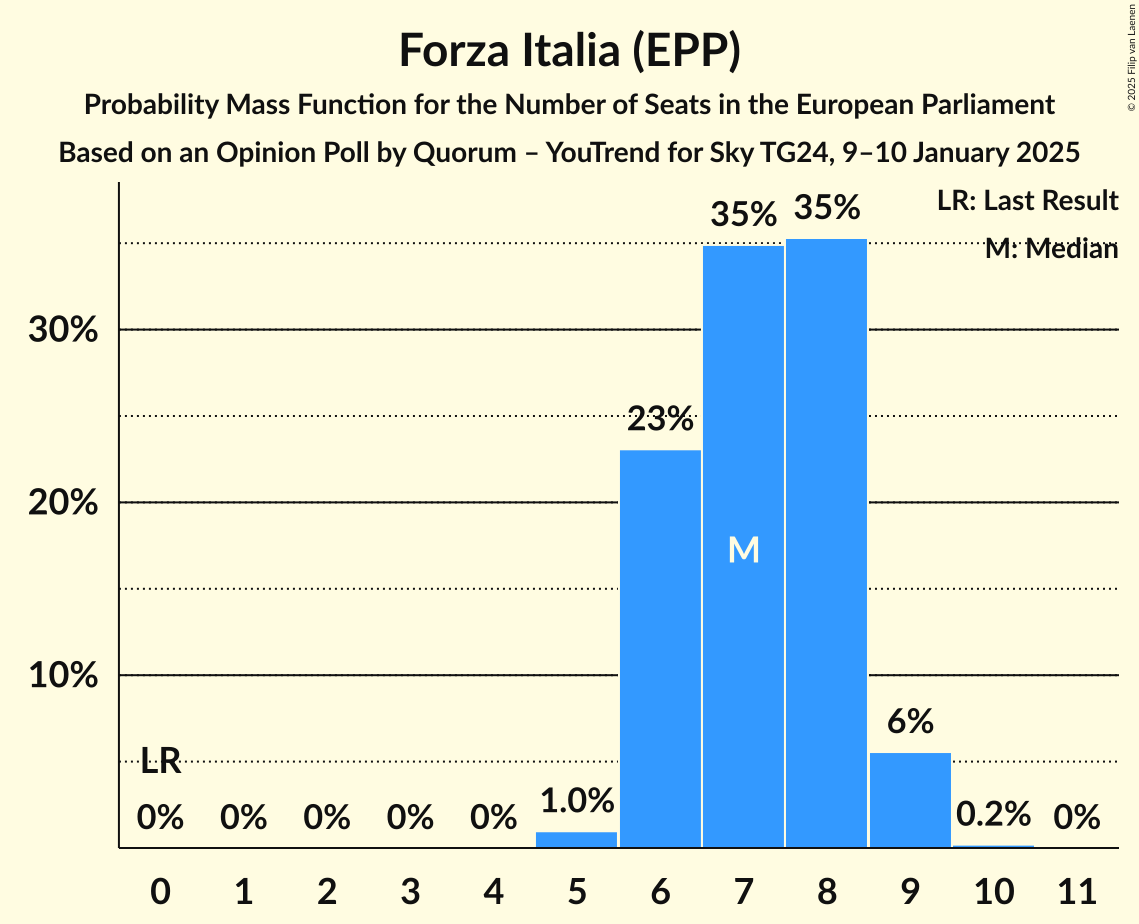 Forza Italia (EPP)
Probability Mass Function for the Number of Seats in the European Parliament
Based on an Opinion Poll by Quorum – YouTrend for Sky TG24, 9–10 January 2025
© 2025 Filip van Laenen
LR: Last Result
M: Median
35% 35%
30%
23%
20%
M
10%
6%
LR
0% 0% 0% 0% 0% 1.0% 0.2% 0%
0 1 2 3 4 5 6 7 8 9 10 11